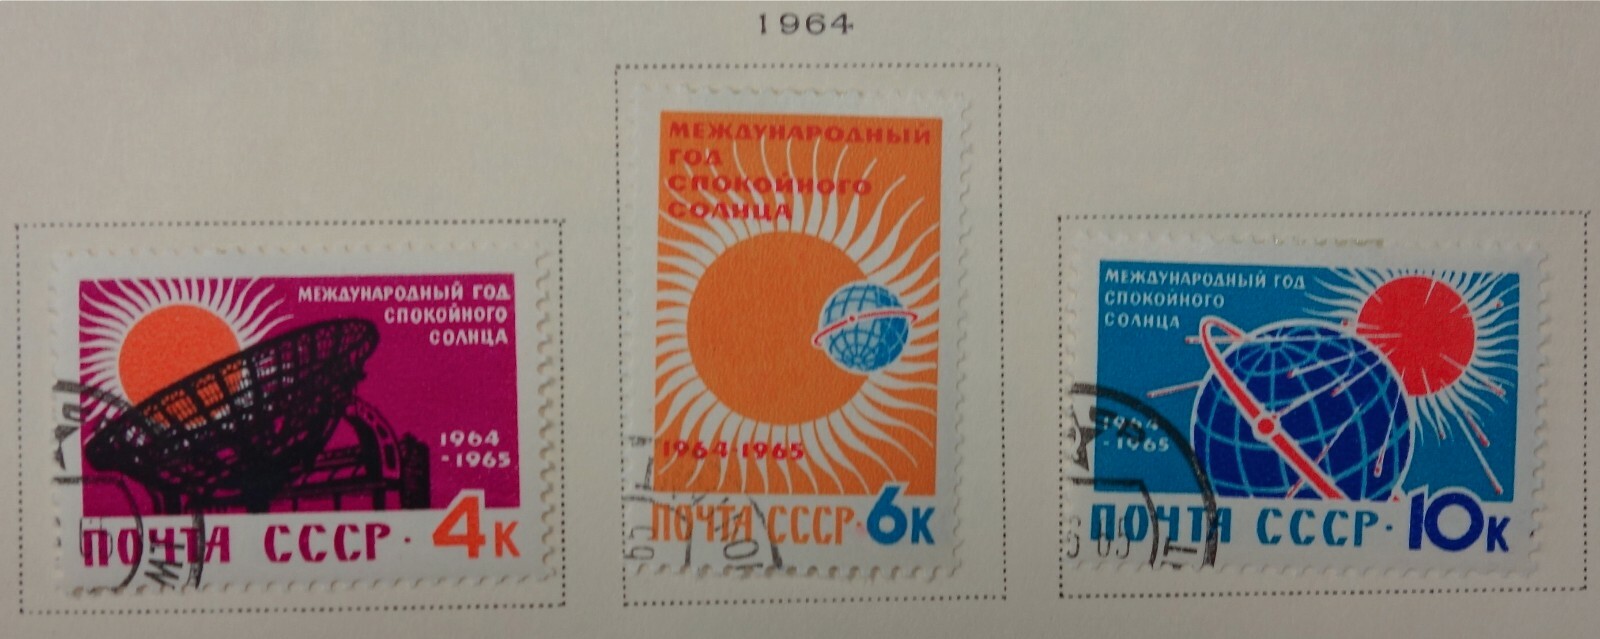 1964
МЕЖДУНАРОДНЫЙ ГОД
СПОКОЙНОГО
СОЛНЦА
1964
-1965
ПОЧТА СССР · 4К
МЕЖДУНАРОДНЫЙ
ГОД
СПОКОЙНОГО
СОЛНЦА
1964-1965
ПОЧТА СССР · 6К
МЕЖДУНАРОДНЫЙ ГОД
СПОКОЙНОГО
СОЛНЦА
1964
-1965
ПОЧТА СССР · 10К